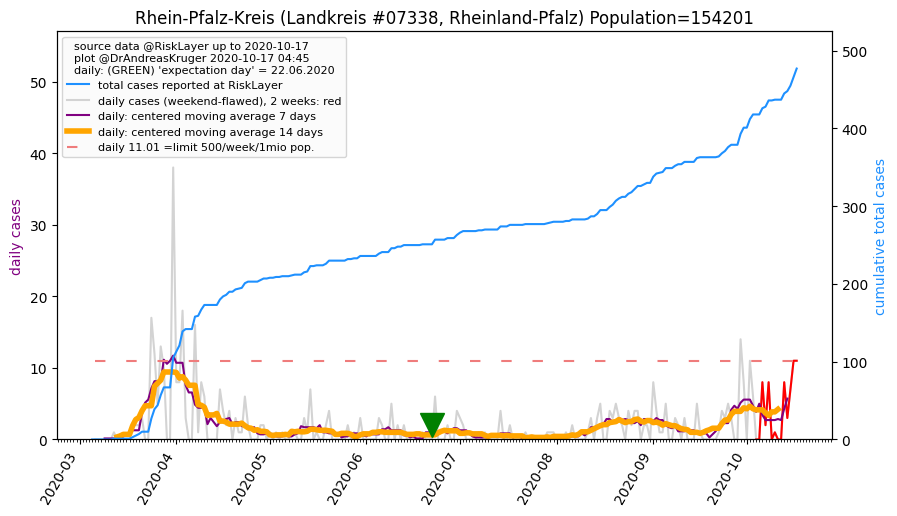 Rhein-Pfalz-Kreis (Landkreis #07338, Rheinland-Pfalz) Population=154201
source data @RiskLayer up to 2020-10-17
plot @DrAndreasKruger 2020-10-17 04:45
daily: (GREEN) 'expectation day' = 22.06.2020
total cases reported at RiskLayer
daily cases (weekend-flawed), 2 weeks: red
daily: centered moving average 7 days
daily: centered moving average 14 days
daily 11.01 =limit 500/week/1mio pop.
daily cases
50
40
30
20
10
0
cumulative total cases
500
400
300
200
100
0
2020-03
2020-04
2020-05
2020-06
2020-07
2020-08
2020-09
2020-10